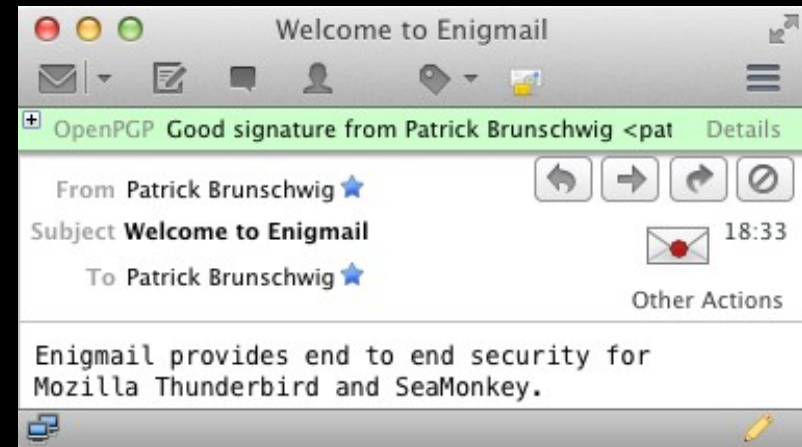 Welcome to Enigmail
OpenPGP Good signature from Patrick Brunschwig <pat Details
From Patrick Brunschwig
Subject Welcome to Enigmail
18:33
To Patrick Brunschwig
Other Actions
Enigmail provides end to end security for
Mozilla Thunderbird and SeaMonkey.